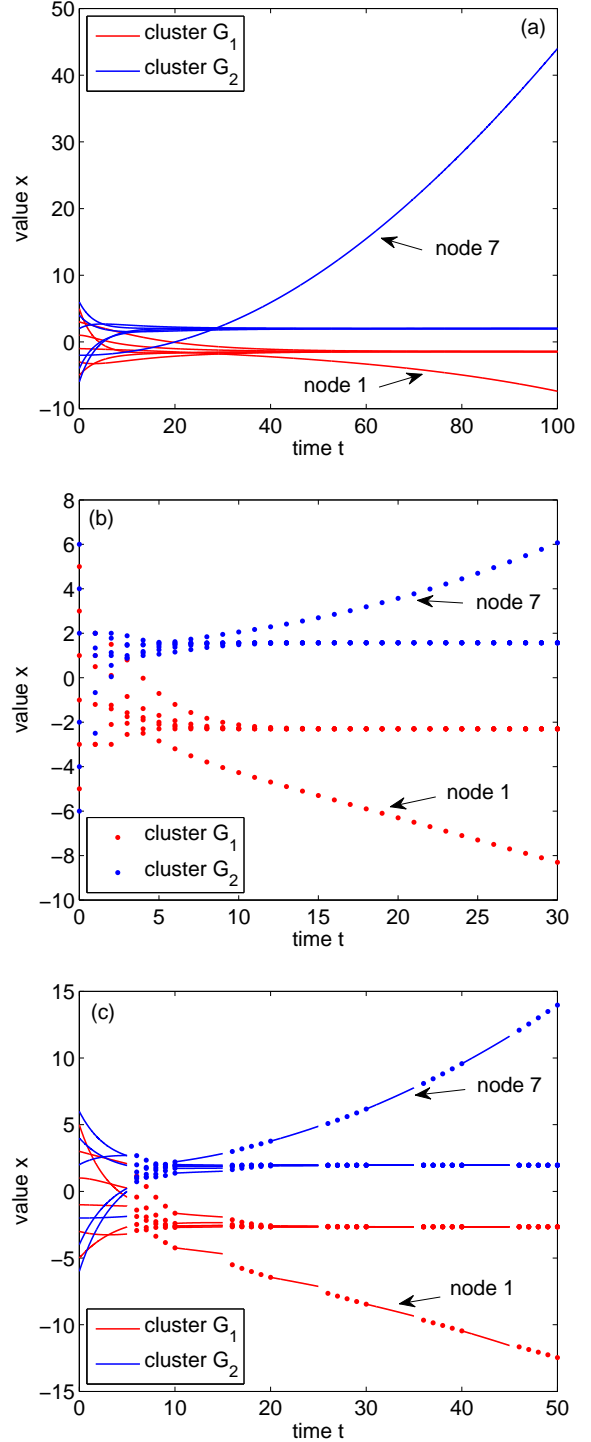 50
40
30
20
10
0
−10
value x
cluster G1
cluster G2
(a)
node 7
node 1
0
20
40
60
80
100
time t
8
6
4
2
0
−2
−4
−6
−8
−10
value x
(b)
node 7
node 1
cluster G1
cluster G2
0
5
10
15
20
25
30
time t
15
10
5
0
−5
−10
−15
value x
(c)
node 7
node 1
cluster G1
cluster G2
0
10
20
30
40
50
time t